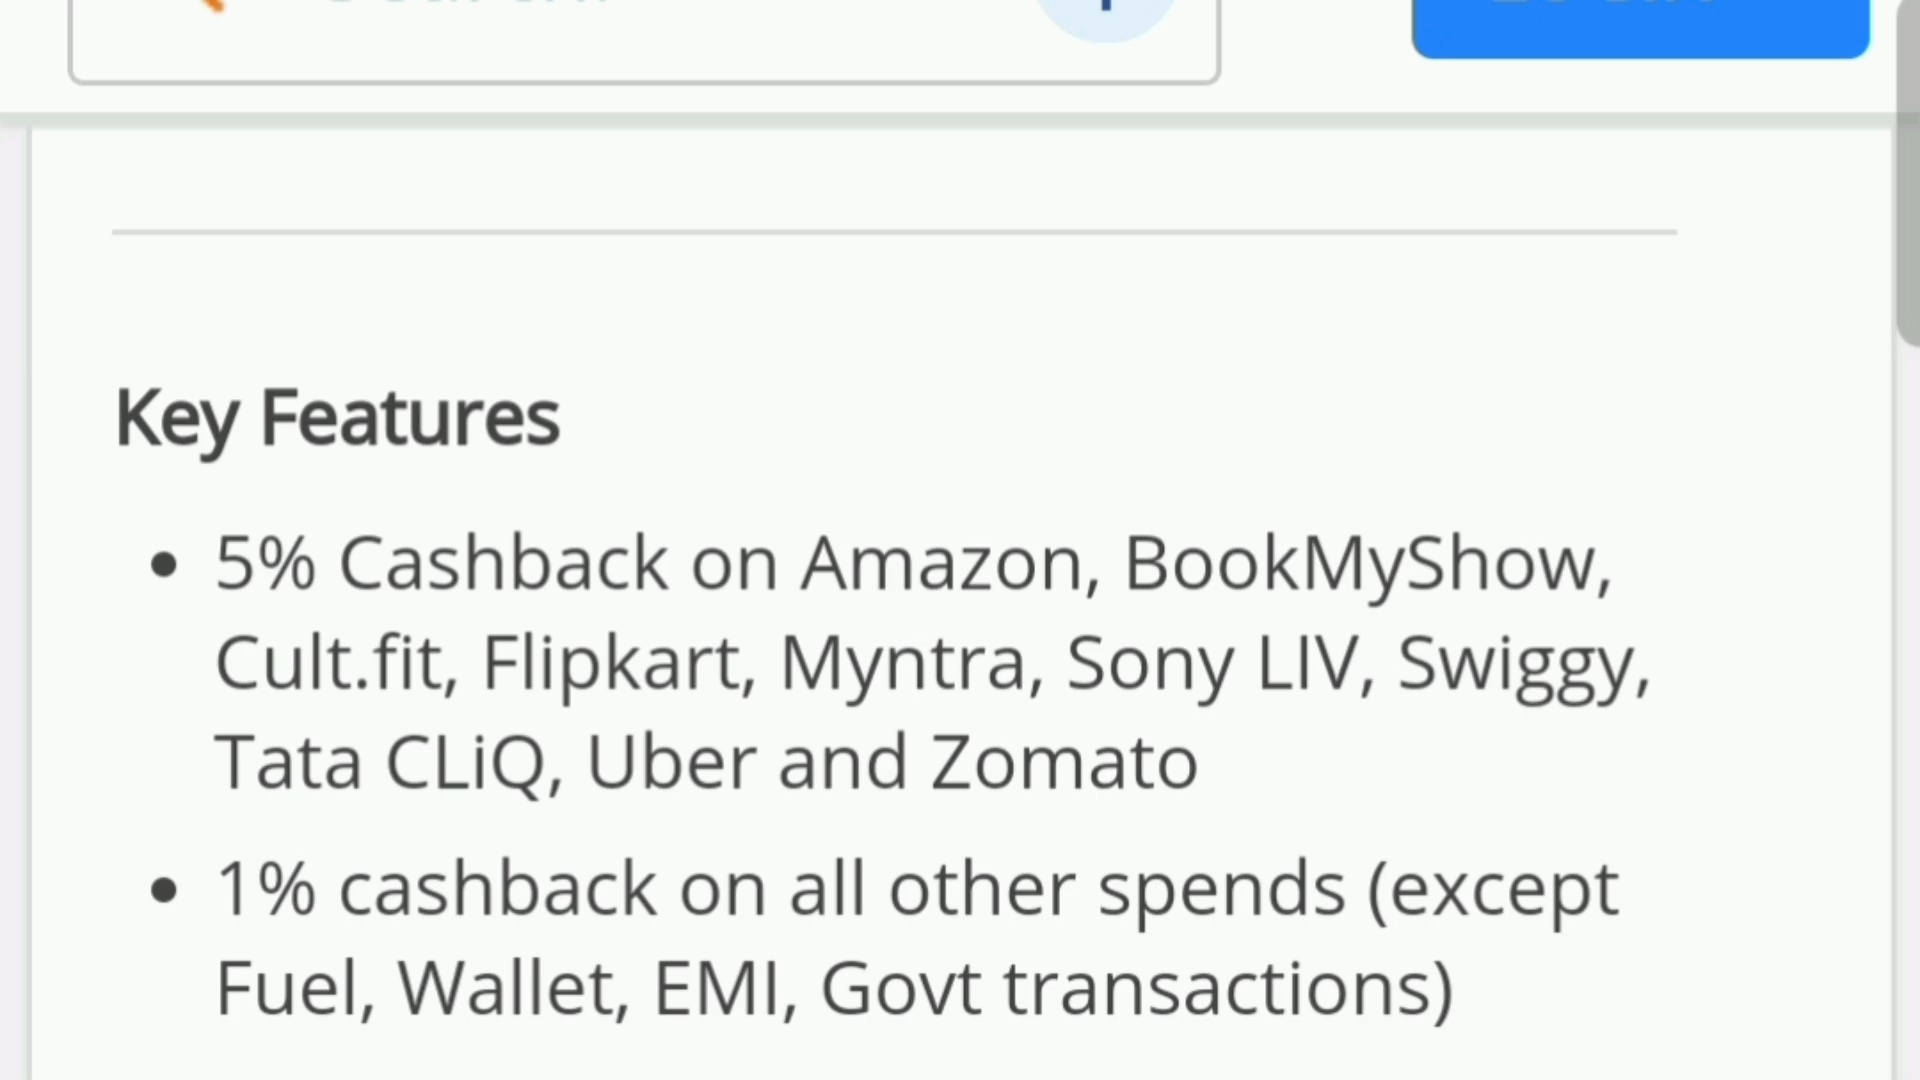 Key Features
• 5% Cashback on Amazon, BookMyShow,
Cult.fit, Flipkart, Myntra, Sony LIV, Swiggy,
Tata CLiQ, Uber and Zomato
• 1% cashback on all other spends (except
Fuel, Wallet, EMI, Govt transactions)